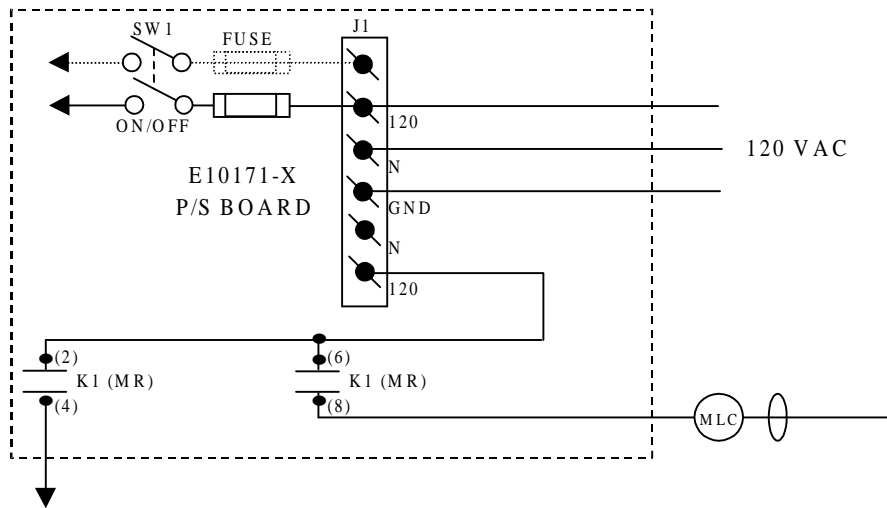 SW1
FUSE
J1
ON/OFF
120
N
GND
N
120
120 VAC
E10171-X
P/S BOARD
(2)
K1 (MR)
(4)
(6)
K1 (MR)
(8)
MLC